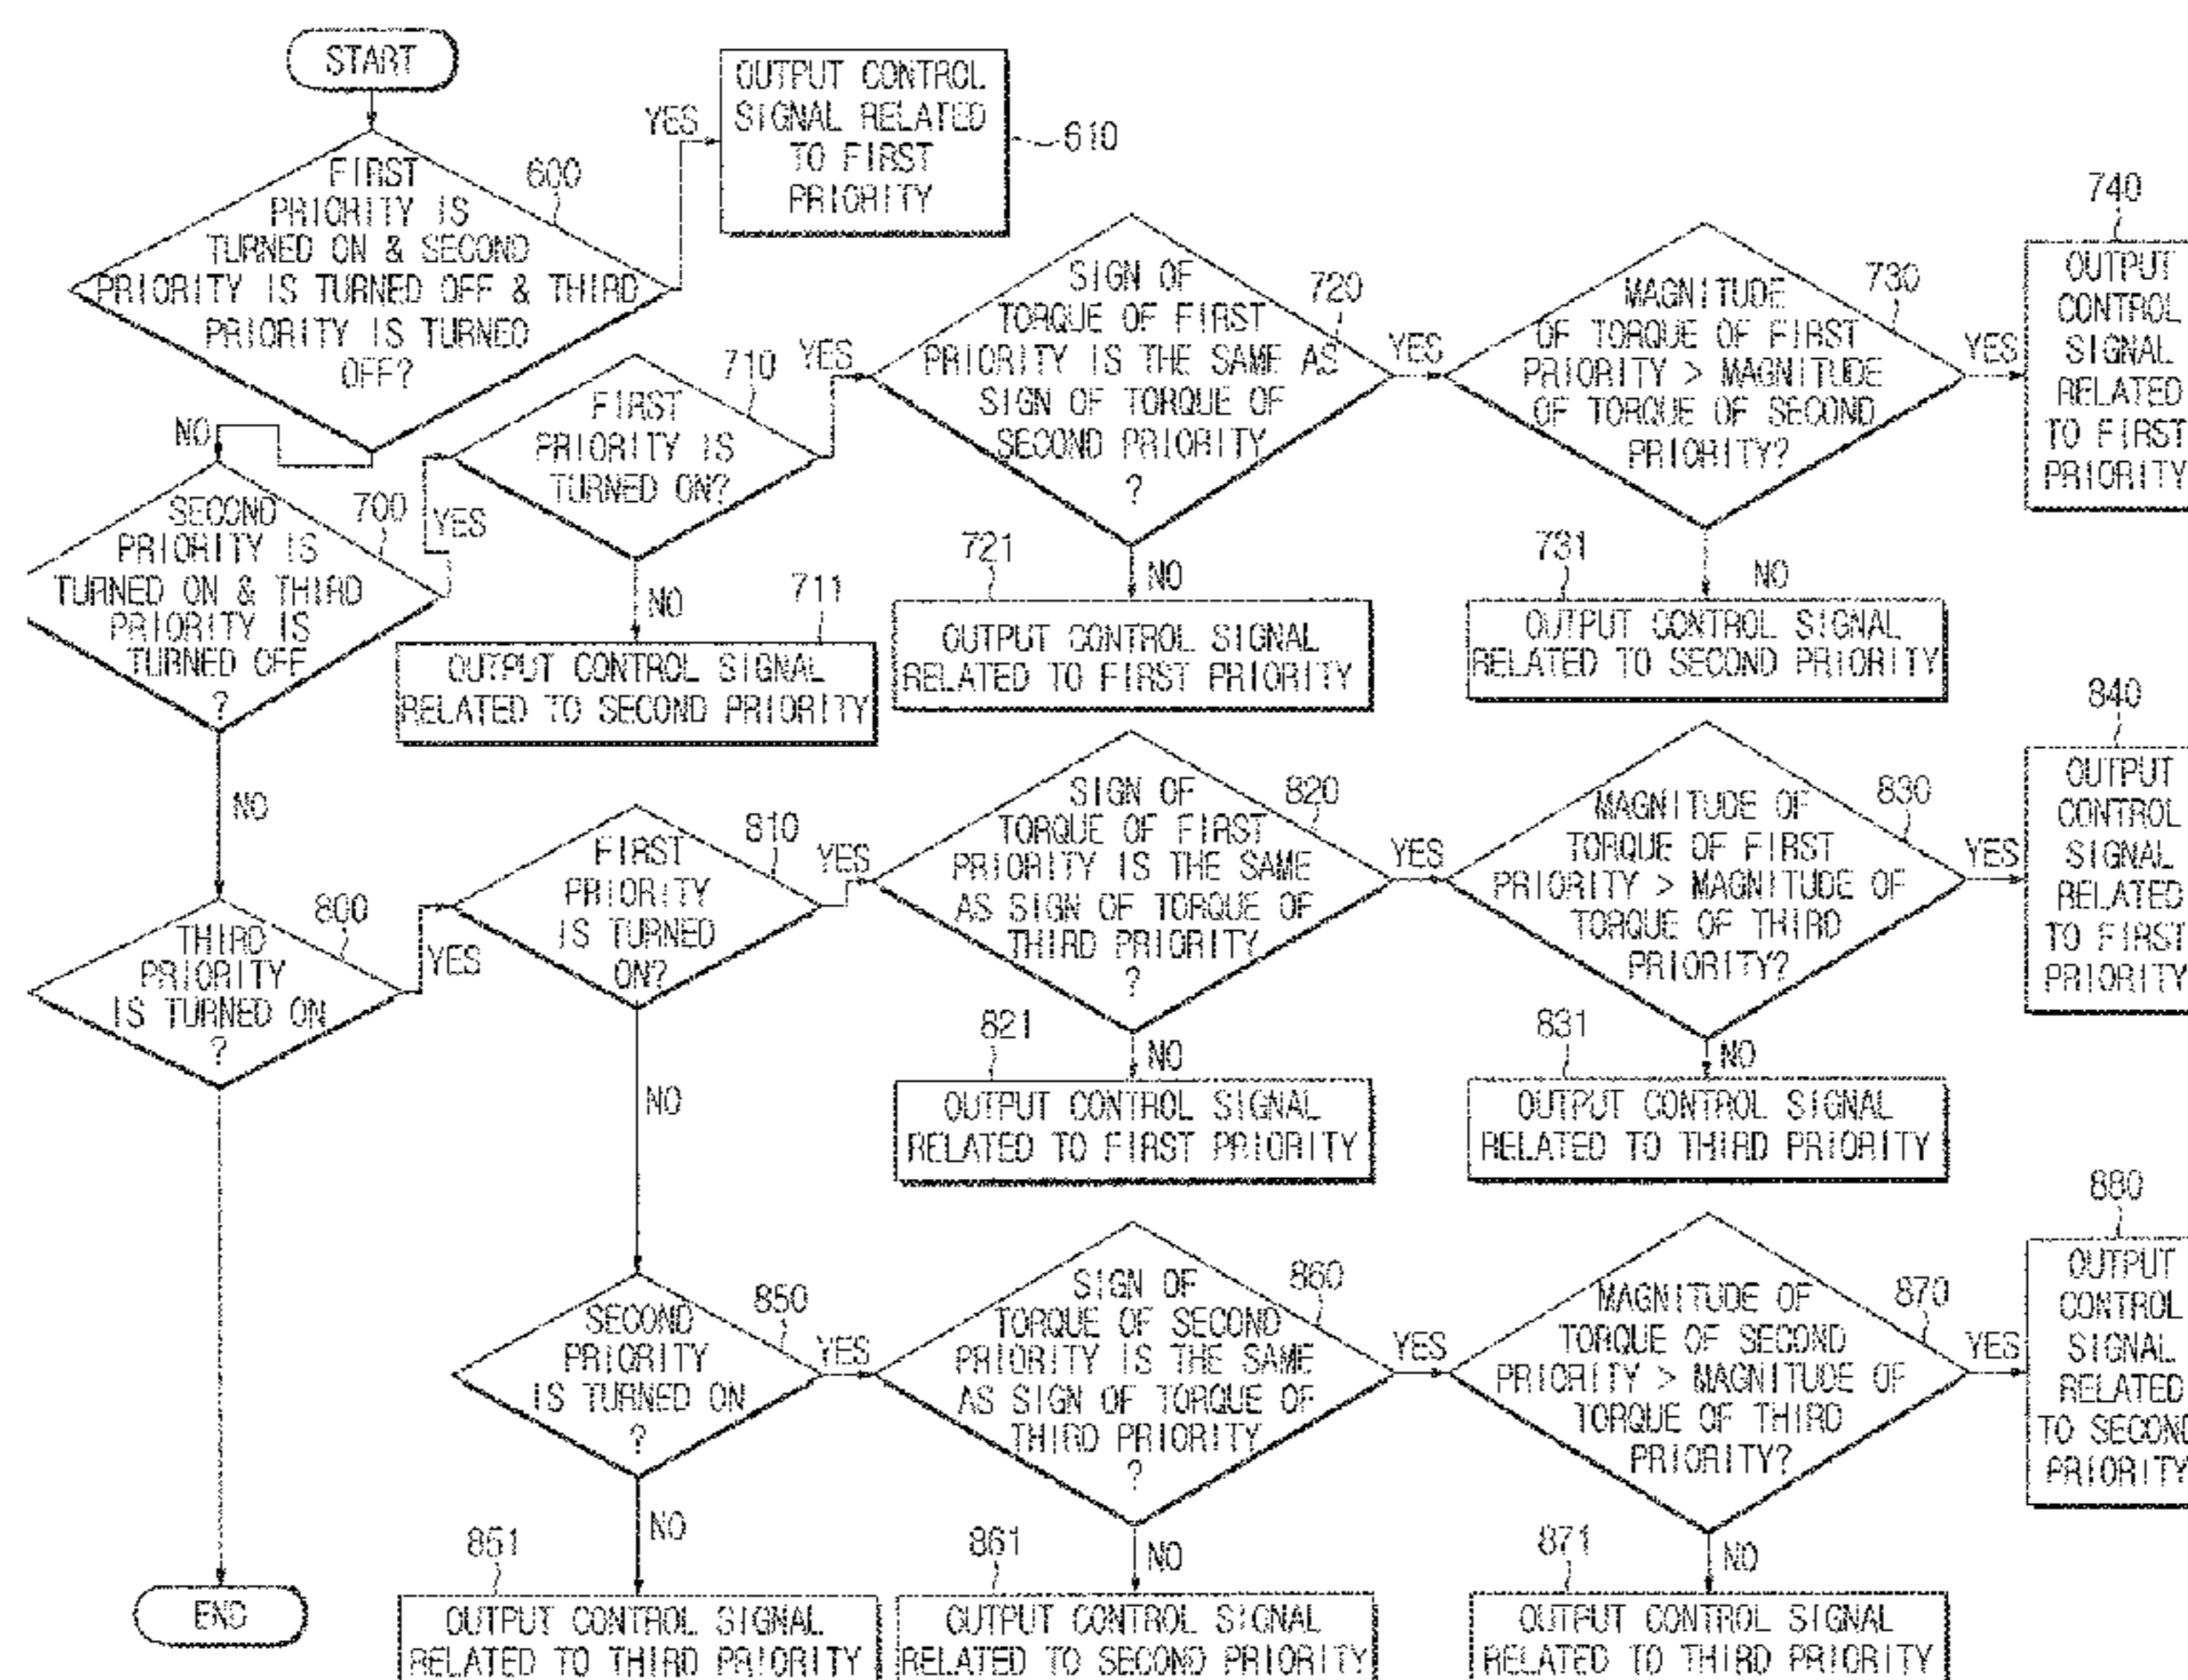 START
FIRST
PRIORITY IS
TURNED ON & SECOND
PRIORITY IS TURNED OFF & THIRD
PRIORITY IS TURNED
OFF?
600
YES
OUTPUT CONTROL
SIGNAL RELATED
TO FIRST
PRIORITY
610
NO
SECOND
PRIORITY IS
TURNED ON & THIRD
PRIORITY IS
TURNED OFF
?
700
YES
FIRST
PRIORITY IS
TURNED ON?
710
NO
711
OUTPUT CONTROL SIGNAL
RELATED TO SECOND PRIORITY
YES
SIGN OF
TORQUE OF FIRST
PRIORITY IS THE SAME AS
SIGN OF TORQUE OF
SECOND PRIORITY
?
720
NO
721
OUTPUT CONTROL SIGNAL
RELATED TO FIRST PRIORITY
YES
MAGNITUDE
OF TORQUE OF FIRST
PRIORITY > MAGNITUDE
OF TORQUE OF SECOND
PRIORITY?
730
NO
731
OUTPUT CONTROL SIGNAL
RELATED TO SECOND PRIORITY
YES
740
OUTPUT
CONTROL
SIGNAL
RELATED
TO FIRST
PRIORITY
NO
THIRD
PRIORITY
IS TURNED ON
?
800
YES
FIRST
PRIORITY
IS TURNED
ON?
810
YES
SIGN OF
TORQUE OF FIRST
PRIORITY IS THE SAME
AS SIGN OF TORQUE OF
THIRD PRIORITY
?
820
NO
821
OUTPUT CONTROL SIGNAL
RELATED TO FIRST PRIORITY
YES
MAGNITUDE OF
TORQUE OF FIRST
PRIORITY > MAGNITUDE OF
TORQUE OF THIRD
PRIORITY?
830
NO
831
OUTPUT CONTROL SIGNAL
RELATED TO THIRD PRIORITY
YES
840
OUTPUT
CONTROL
SIGNAL
RELATED
TO FIRST
PRIORITY
NO
SECOND
PRIORITY
IS TURNED ON
?
850
NO
851
OUTPUT CONTROL SIGNAL
RELATED TO THIRD PRIORITY
YES
SIGN OF
TORQUE OF SECOND
PRIORITY IS THE SAME
AS SIGN OF TORQUE OF
THIRD PRIORITY
?
860
NO
861
OUTPUT CONTROL SIGNAL
RELATED TO SECOND PRIORITY
YES
MAGNITUDE OF
TORQUE OF SECOND
PRIORITY > MAGNITUDE OF
TORQUE OF THIRD
PRIORITY?
870
NO
871
OUTPUT CONTROL SIGNAL
RELATED TO THIRD PRIORITY
YES
880
OUTPUT
CONTROL
SIGNAL
RELATED
TO SECOND
PRIORITY
END